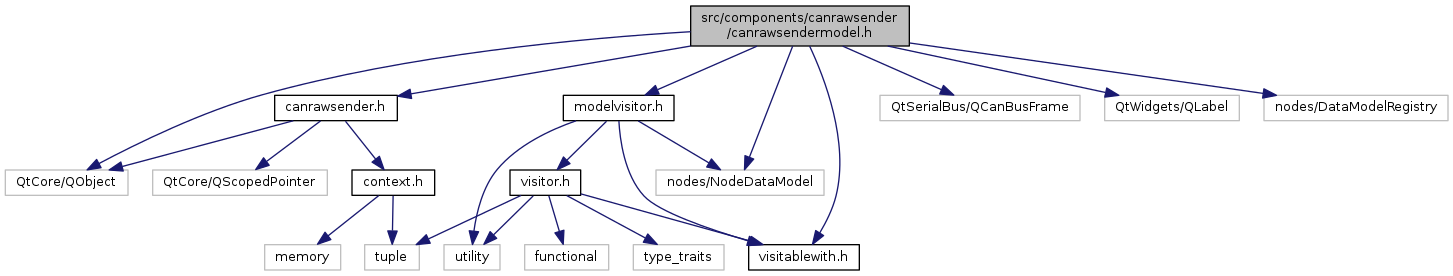 src/components/canrawsender
/canrawsendermodel.h
canrawsender.h
modelvisitor.h
QtSerialBus/QCanBusFrame
QtWidgets/QLabel
nodes/DataModelRegistry
QtCore/QObject
QtCore/QScopedPointer
context.h
visitor.h
nodes/NodeDataModel
memory
tuple
utility
functional
type_traits
visitablewith.h